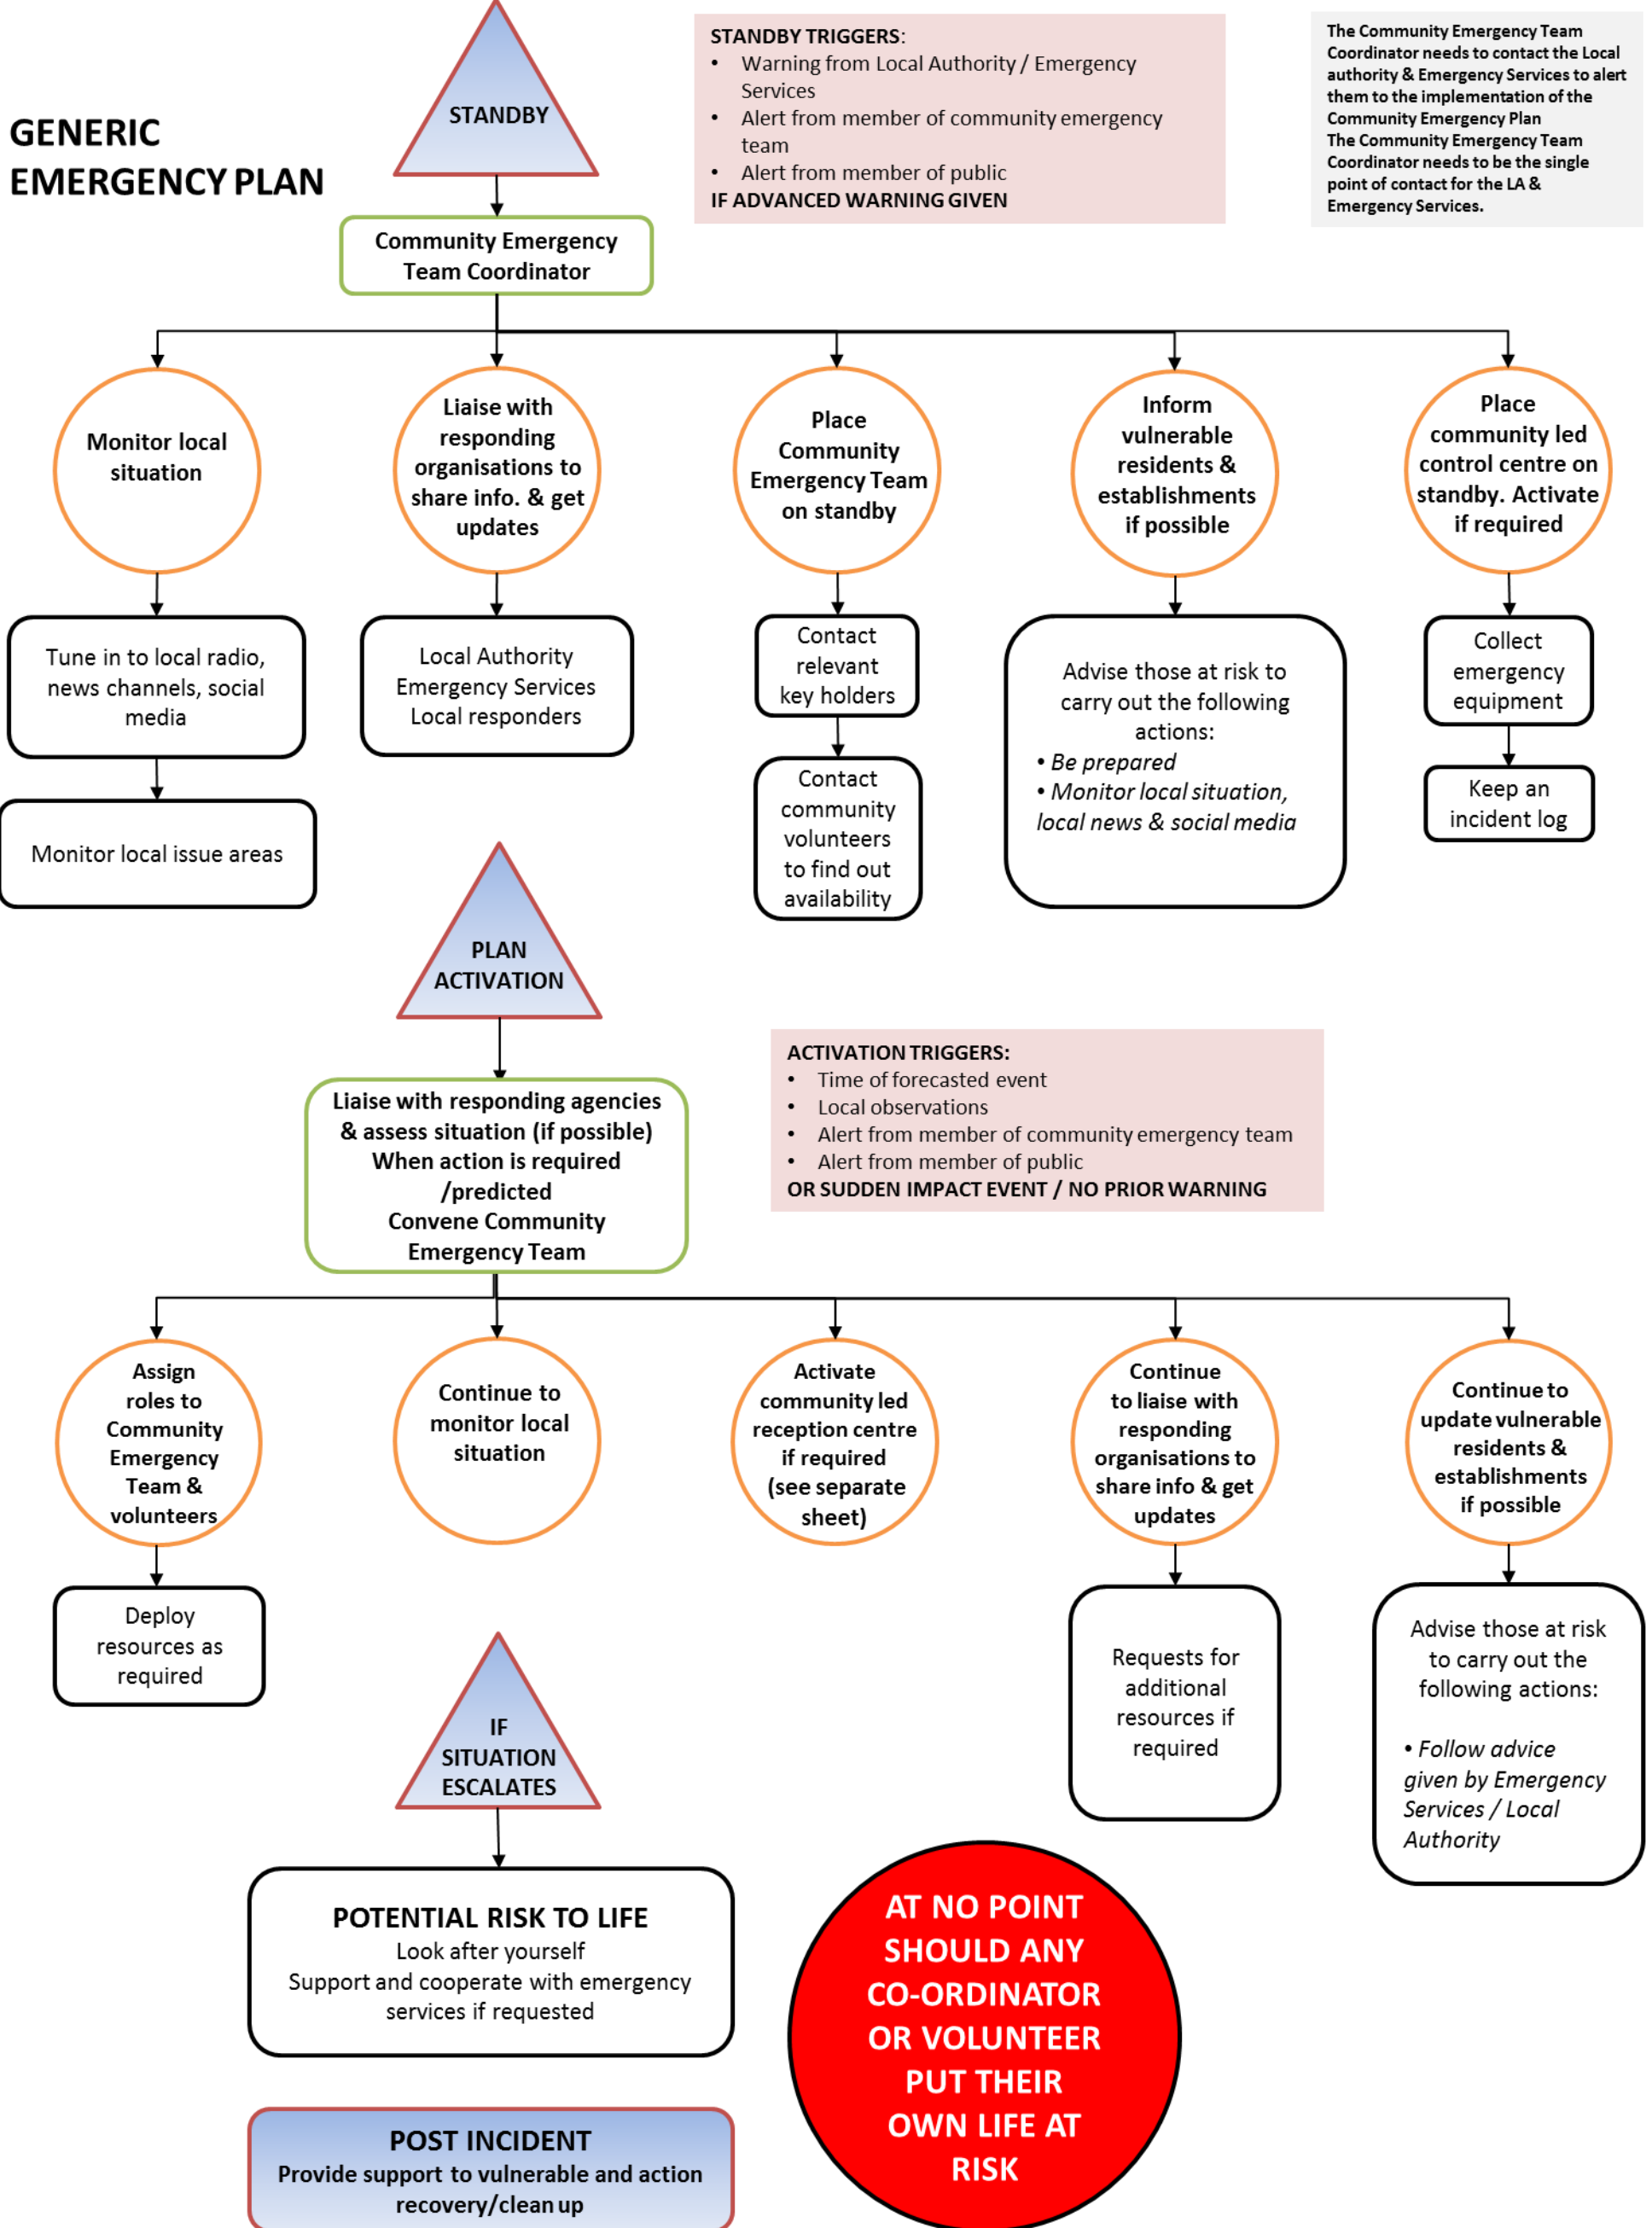 GENERIC
EMERGENCY PLAN
STANDBY
STANDBY TRIGGERS:
• Warning from Local Authority / Emergency
Services
• Alert from member of community emergency
team
• Alert from member of public
IF ADVANCED WARNING GIVEN
The Community Emergency Team
Coordinator needs to contact the Local
authority & Emergency Services to alert
them to the implementation of the
Community Emergency Plan
The Community Emergency Team
Coordinator needs to be the single
point of contact for the LA &
Emergency Services.
Community Emergency
Team Coordinator
Monitor local
situation
Liaise with
responding
organisations to
share info. & get
updates
Place
Community
Emergency Team
on standby
Inform
vulnerable
residents &
establishments
if possible
Place
community led
control centre on
standby. Activate
if required
Tune in to local radio,
news channels, social
media
Monitor local issue areas
Local Authority
Emergency Services
Local responders
Contact
relevant
key holders
Contact
community
volunteers
to find out
availability
Advise those at risk to
carry out the following
actions:
• Be prepared
• Monitor local situation,
local news & social media
Collect
emergency
equipment
Keep an
incident log
PLAN
ACTIVATION
Liaise with responding agencies
& assess situation (if possible)
When action is required
/predicted
Convene Community
Emergency Team
ACTIVATION TRIGGERS:
• Time of forecasted event
• Local observations
• Alert from member of community emergency team
• Alert from member of public
OR SUDDEN IMPACT EVENT / NO PRIOR WARNING
Assign
roles to
Community
Emergency
Team &
volunteers
Continue to
monitor local
situation
Activate
community led
reception centre
if required
(see separate
sheet)
Continue
to liaise with
responding
organisations to
share info & get
updates
Continue to
update vulnerable
residents &
establishments
if possible
Deploy
resources as
required
Requests for
additional
resources if
required
Advise those at risk
to carry out the
following actions:
• Follow advice
given by Emergency
Services / Local
Authority
IF
SITUATION
ESCALATES
POTENTIAL RISK TO LIFE
Look after yourself
Support and cooperate with emergency
services if requested
AT NO POINT
SHOULD ANY
CO-ORDINATOR
OR VOLUNTEER
PUT THEIR
OWN LIFE AT
RISK
POST INCIDENT
Provide support to vulnerable and action
recovery/clean up